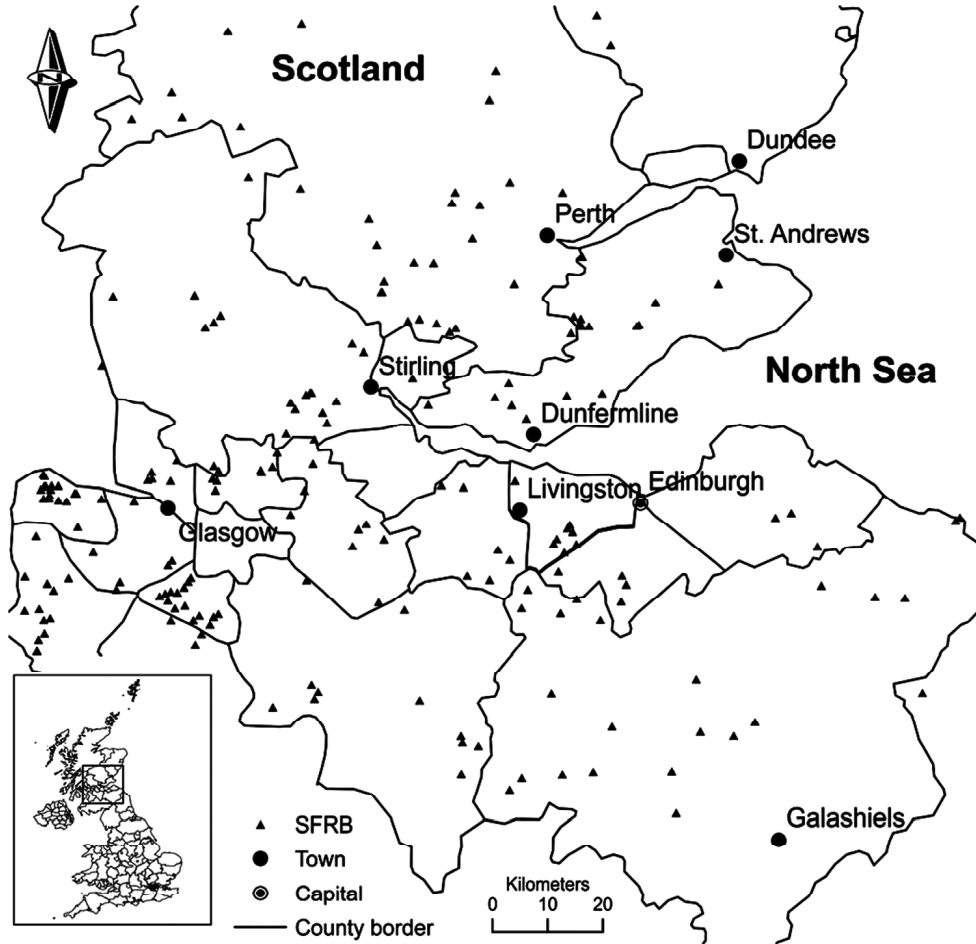 Scotland
N
Dundee
Perth
St. Andrews
Stirling
North Sea
Dunfermline
Livingston
Edinburgh
Glasgow
Galashiels
SFRB
Town
Capital
County border
Kilometers
0 10 20